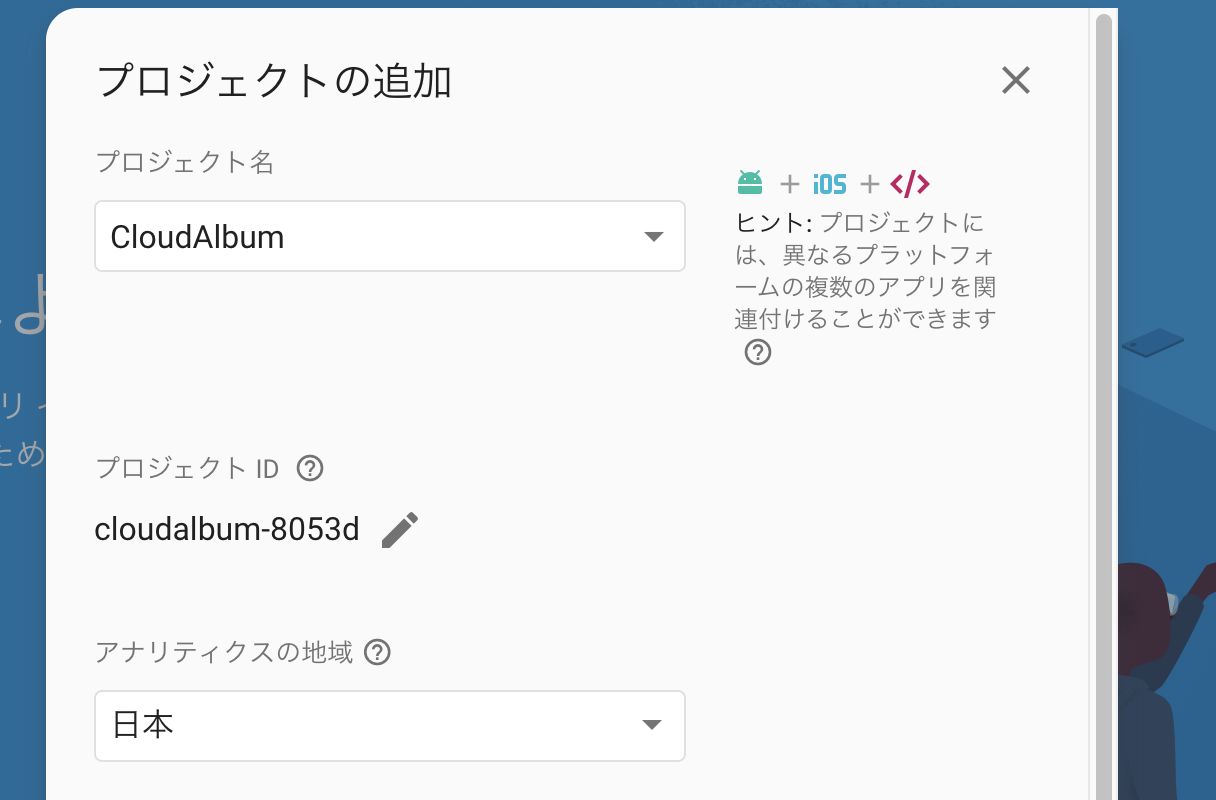 プロジェクトの追加
プロジェクト名
CloudAlbum
+ iOS + </>
ヒント: プロジェクトに
は、異なるプラットフォ
ームの複数のアプリを関
連付けることができます
?
プロジェクト ID ?
cloudalbum-8053d
アナリティクスの地域 ?
日本
よ
リ
ため